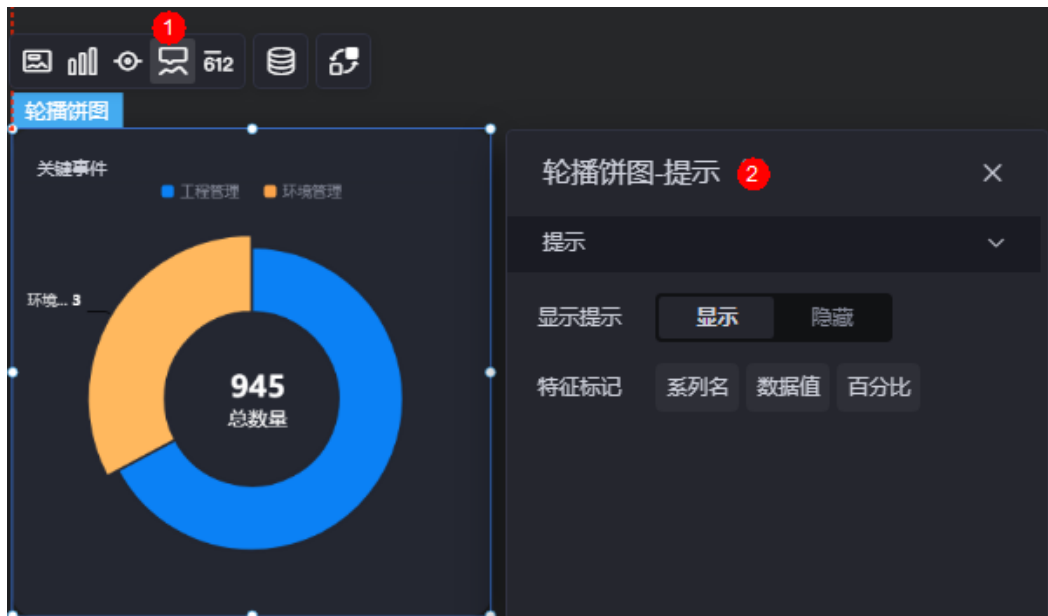 1
612
轮播饼图
关键事件
工程管理 环境管理
环境... 3
945
总数量
轮播饼图-提示 2
提示
显示提示 显示 隐藏
特征标记 系列名 数据值 百分比